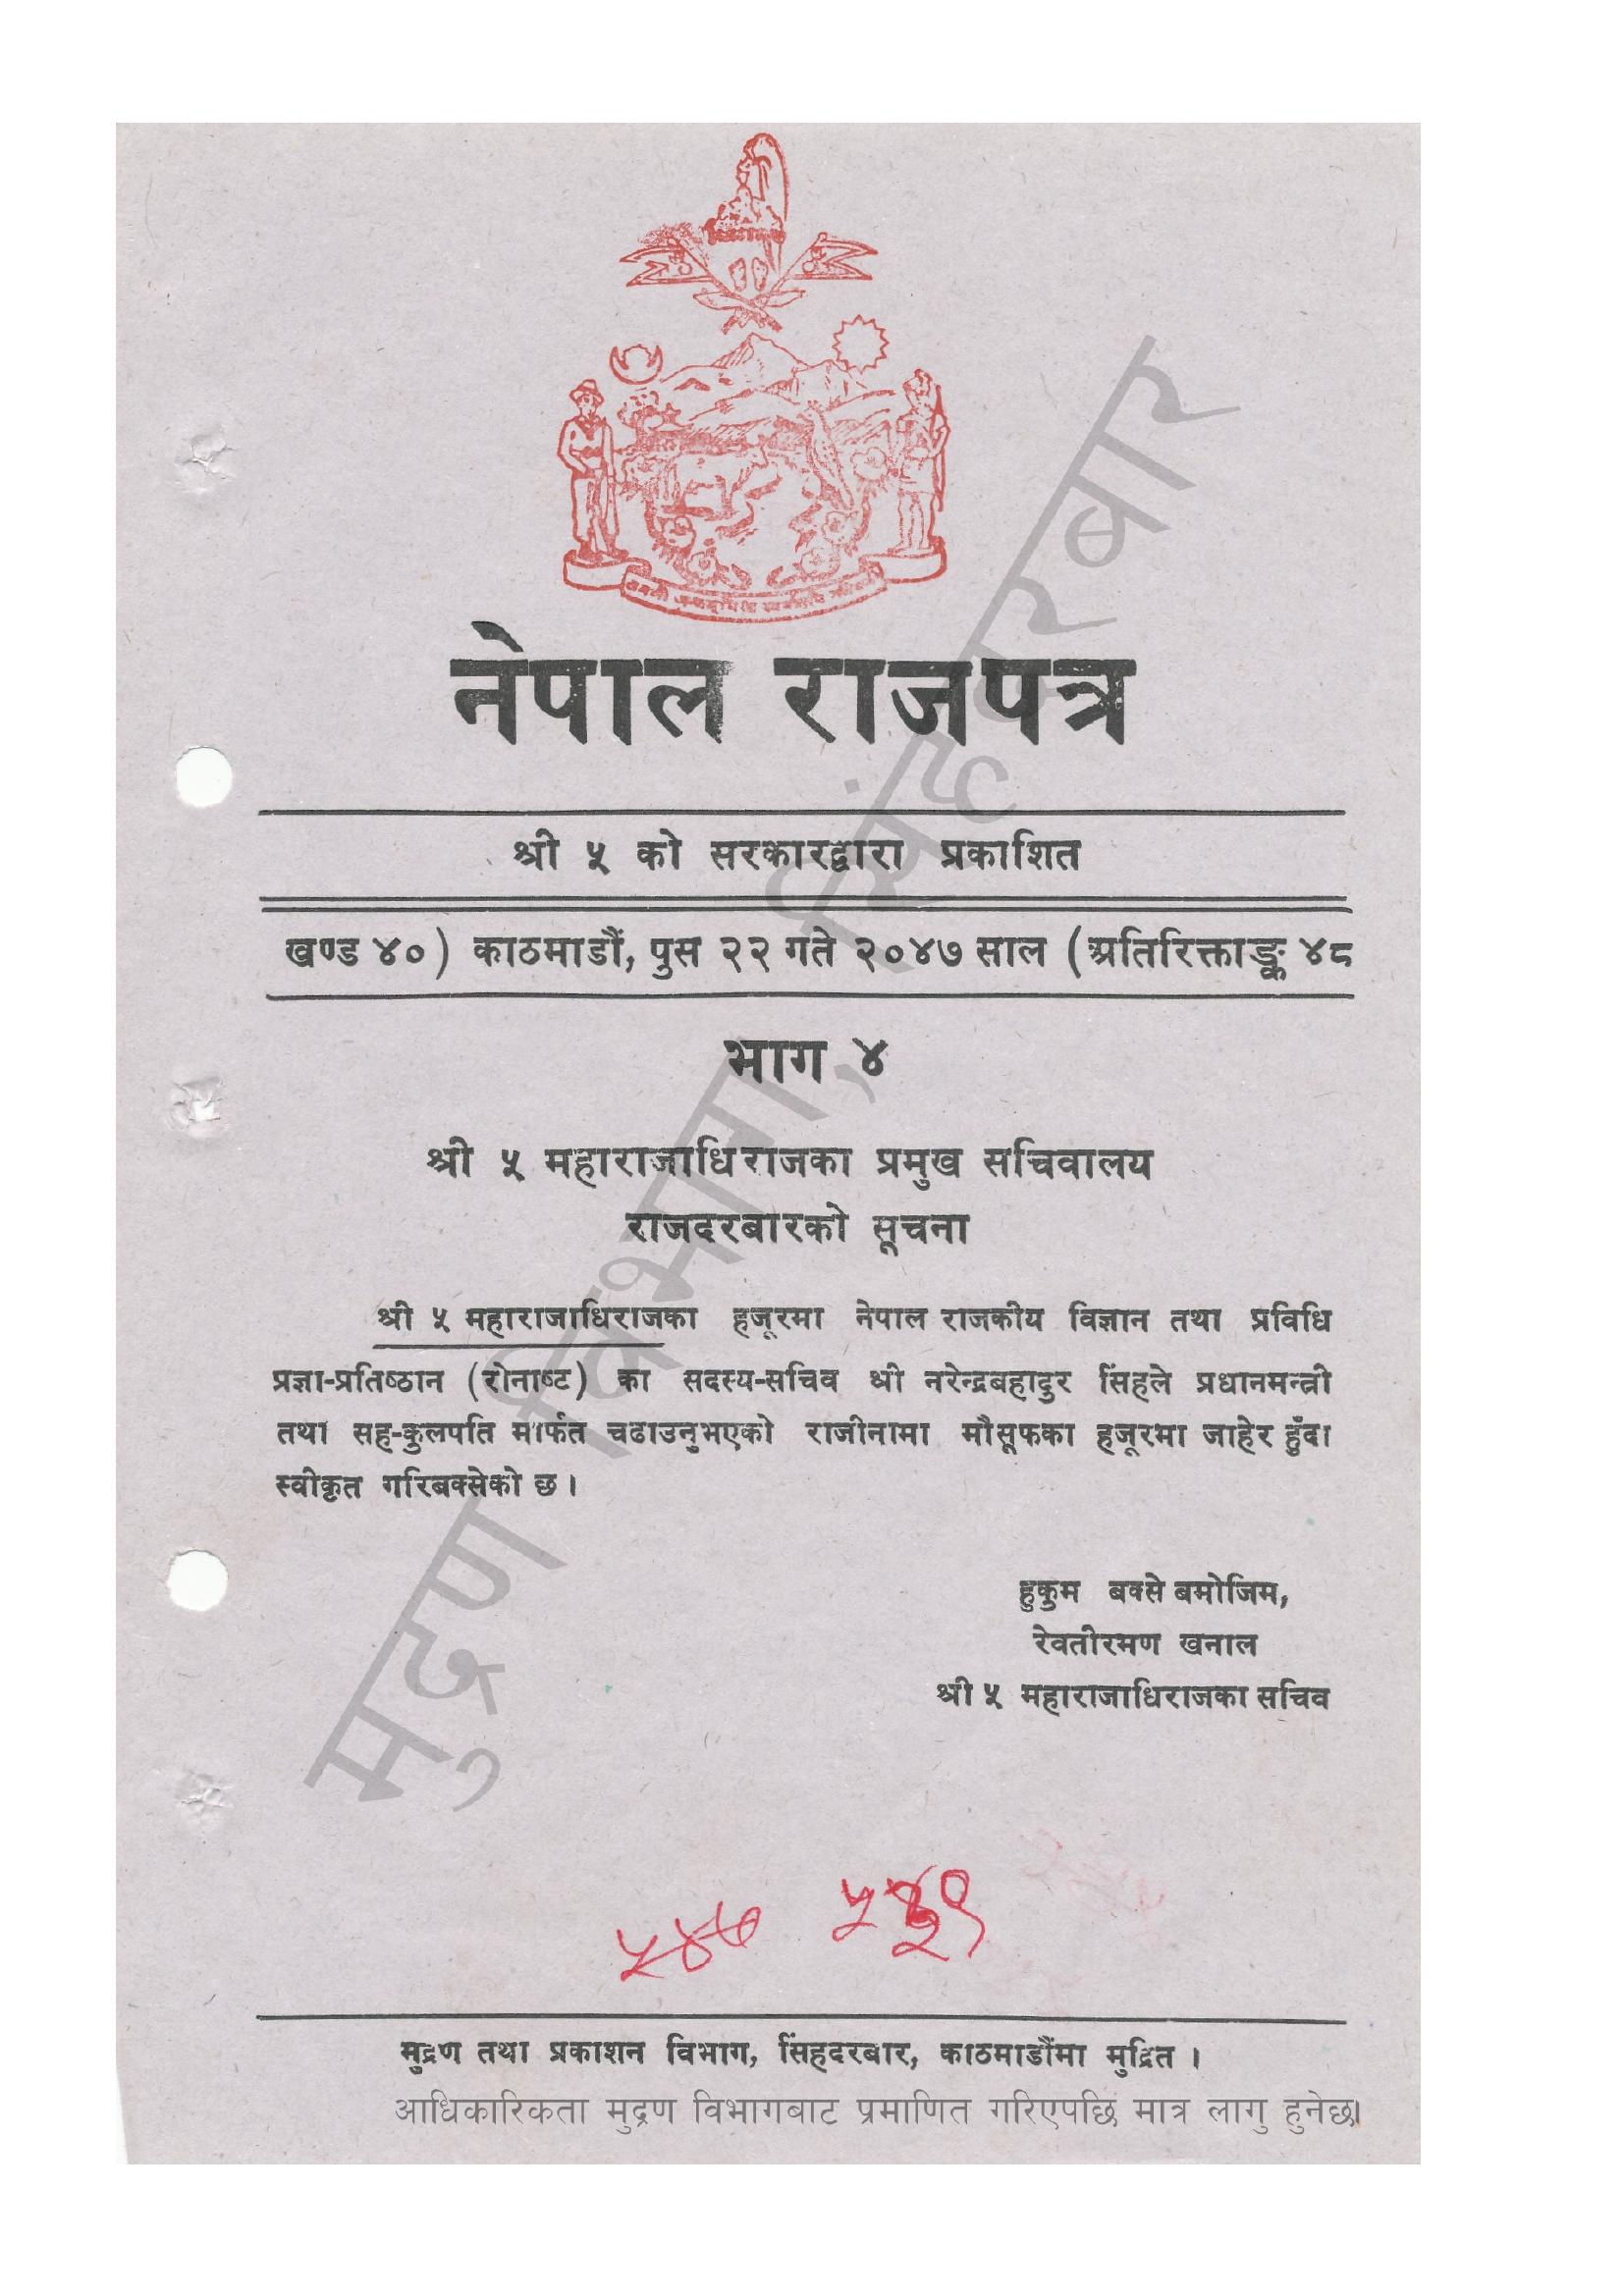 नेपाल राजपत्र
श्री ५ को सरकारद्वारा प्रकाशित
खण्ड ४०) काठमाडौं, पुस २२ गते २०४७ साल (अतिरिक्ताङ्क ४८
भाग ४
श्री ५ महाराजाधिराजका प्रमुख सचिवालय
राजदरबारको सूचना
श्री ५ महाराजाधिराजका हजूरमा नेपाल राजकीय विज्ञान तथा प्रविधि
प्रज्ञा-प्रतिष्ठान (रोनाष्ट) का सदस्य-सचिव श्री नरेन्द्रबहादुर सिंहले प्रधानमन्त्री
तथा सह-कुलपति मार्फत चढाउनुभएको राजीनामा मौसूफका हजूरमा जाहेर हुँदा
स्वीकृत गरिबक्सेको छ ।
हुकुम बक्से बमोजिम,
रेवतीरमण खनाल
श्री ५ महाराजाधिराजका सचिव
५४७
मुद्रण तथा प्रकाशन विभाग, सिंहदरबार, काठमाडौंमा मुद्रित ।
आधिकारिकता मुद्रण विभागबाट प्रमाणित गरिएपछि मात्र लागु हुनेछ।
मुद्रण विभाग, सिंहदरबार